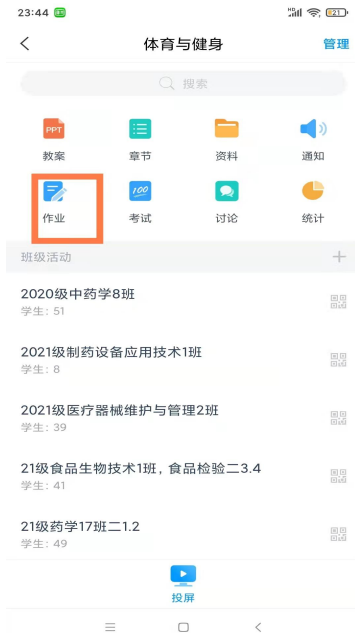 23:44 HD 21
体育与健身 管理
搜索
PPT
教案 章节 资料 通知
100
作业 考试 讨论 统计
班级活动
2020级中药学8班
学生: 51
2021级制药设备应用技术1班
学生: 8
2021级医疗器械维护与管理2班
学生: 39
21级食品生物技术1班，食品检验二3.4
学生: 41
21级药学17班二1.2
学生: 49
投屏